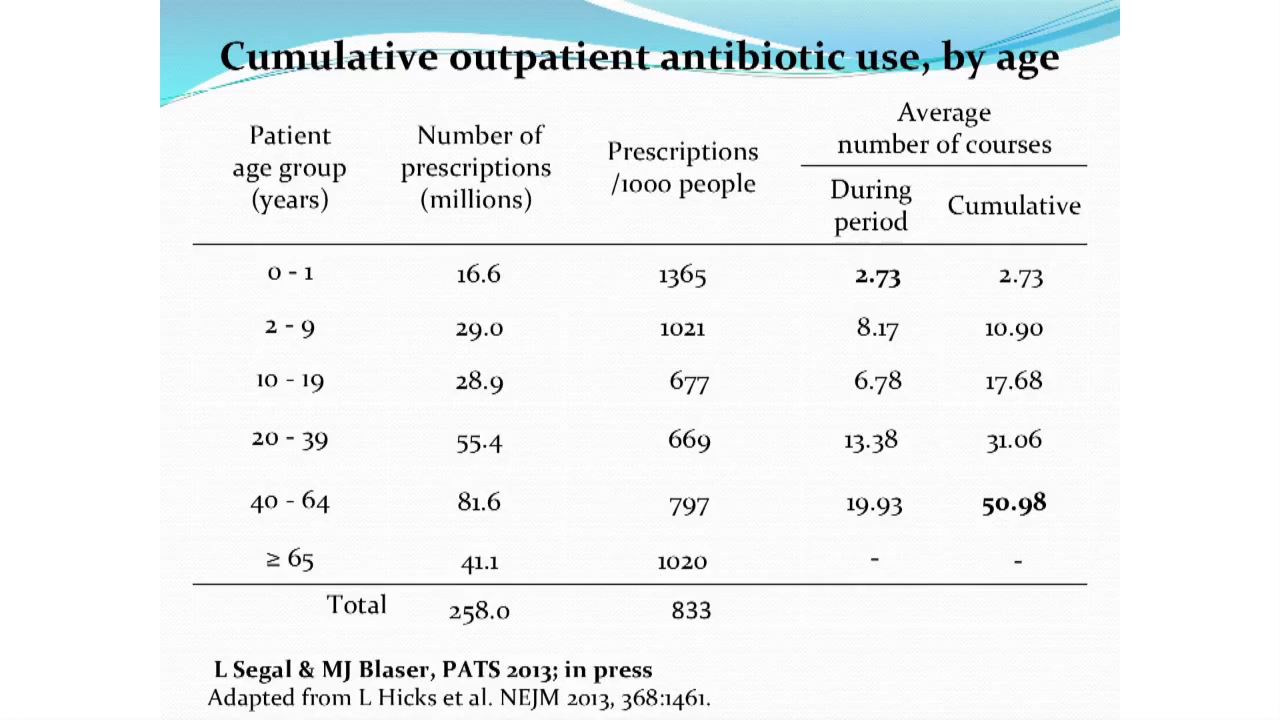 Cumulative outpatient antibiotic use, by age
Patient
age group
(years)
Number of
prescriptions
(millions)
Prescriptions
/1000 people
Average
number of courses
During
period
Cumulative
0 - 1 16.6 1365 2.73 2.73
2 - 9 29.0 1021 8.17 10.90
10 - 19 28.9 677 6.78 17.68
20 - 39 55.4 669 13.38 31.06
40 - 64 81.6 797 19.93 50.98
≥ 65 41.1 1020 - -
Total 258.0 833
L Segal & MJ Blaser, PATS 2013; in press
Adapted from L Hicks et al. NEJM 2013, 368:1461.